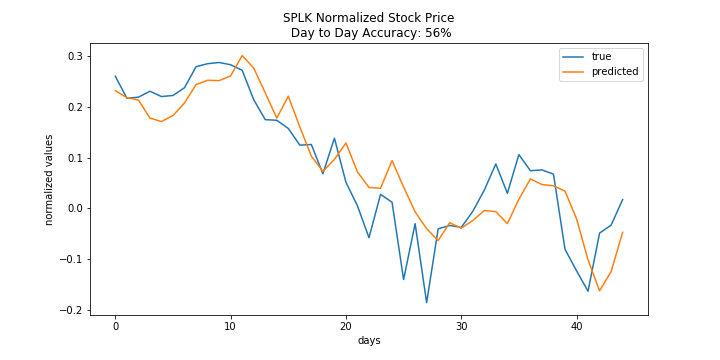 SPLK Normalized Stock Price
Day to Day Accuracy: 56%
true
predicted
0.3
0.2
0.1
0.0
−0.1
−0.2
normalized values
0
10
20
30
40
days